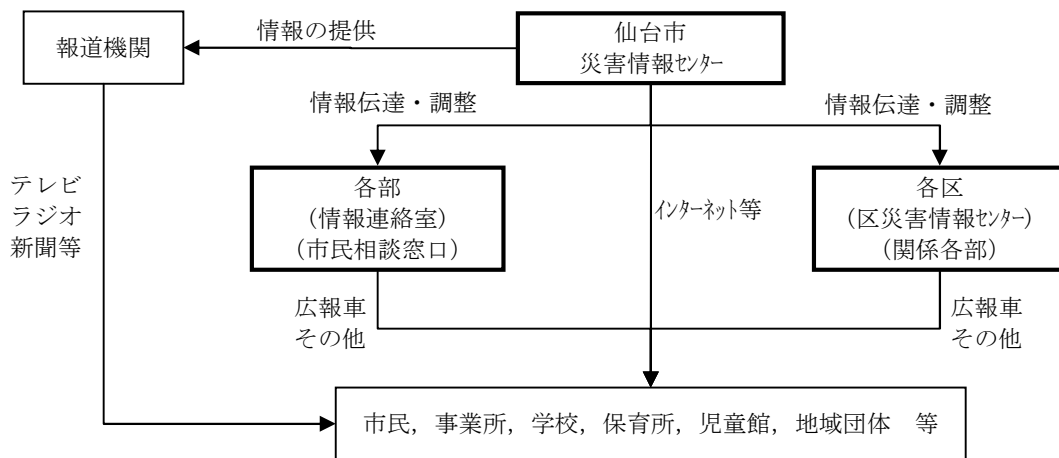 報道機関
情報の提供
仙台市
災害情報ｾﾝﾀｰ
情報伝達・調整
情報伝達・調整
テレビ
ラジオ
新聞等
各部
（情報連絡室）
（市民相談窓口）
ｲﾝﾀｰﾈｯﾄ等
各区
（区災害情報ｾﾝﾀｰ）
（関係各部）
広報車
その他
広報車
その他
市民，事業所，学校，保育所，児童館，地域団体　等